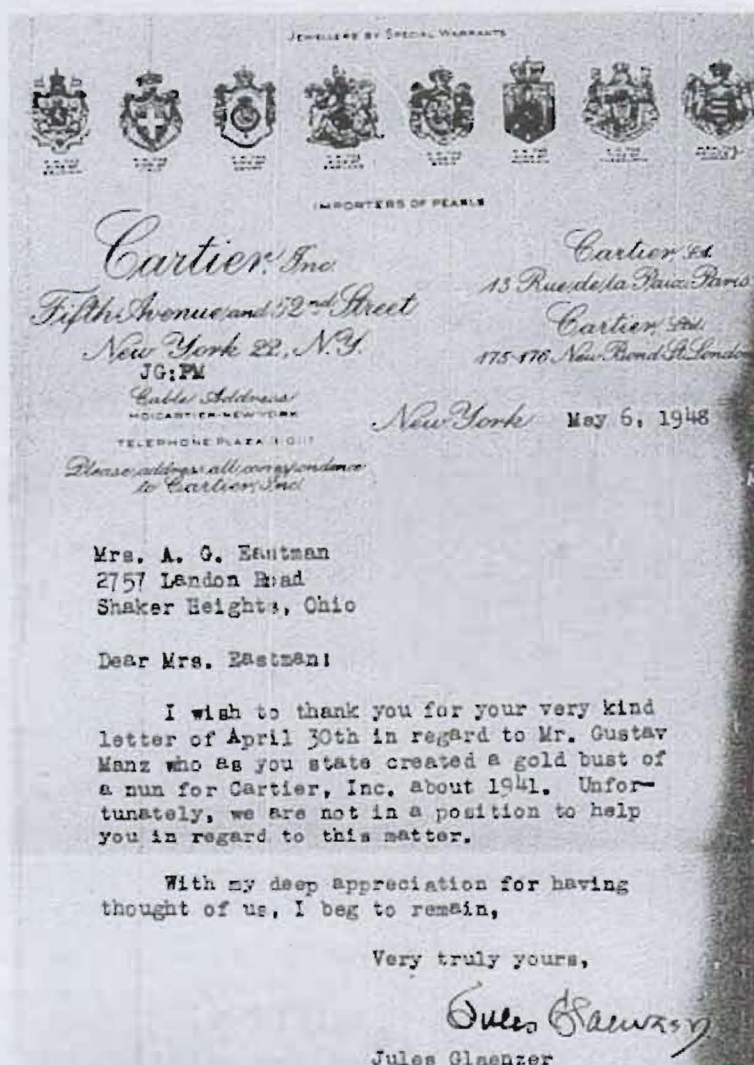 JEWELLERS BY SPECIAL WARRANTS
IMPORTERS OF PEARLS
Cartier, Inc.
Fifth Avenue and 52nd Street
New York 22, N.Y.
JG:PM
Cable Address
MOICARTIER-NEW YORK
TELEPHONE PLAZA
Please address all correspondence
to Cartier, Inc.
Cartier
13 Rue de la Paix, Paris
Cartier, Ltd.
175-176 New Bond St. London
New York May 6, 1948
Mrs. A. G. Eastman
2757 Landon Road
Shaker Heights, Ohio
Dear Mrs. Eastman:
I wish to thank you for your very kind
letter of April 30th in regard to Mr. Gustav
Manz who as you state created a gold bust of
a nun for Cartier, Inc. about 1941. Unfor-
tunately, we are not in a position to help
you in regard to this matter.
With my deep appreciation for having
thought of us, I beg to remain,
Very truly yours,
Jules Glaenzer
Jules Glaenzer